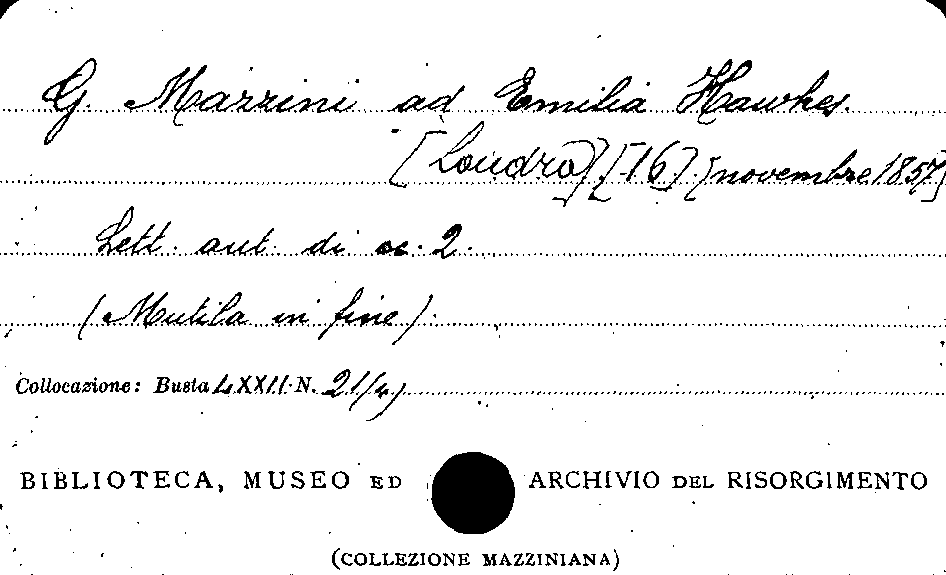 G. Mazzini ad Emilia Hawkes.
[Londra], [16], [novembre 1857]
Lett. aut. di cc. 2.
(Mutila in fine).
Collocazione: Busta LXXII N. 21/4)
BIBLIOTECA, MUSEO ED ARCHIVIO DEL RISORGIMENTO
(COLLEZIONE MAZZINIANA)